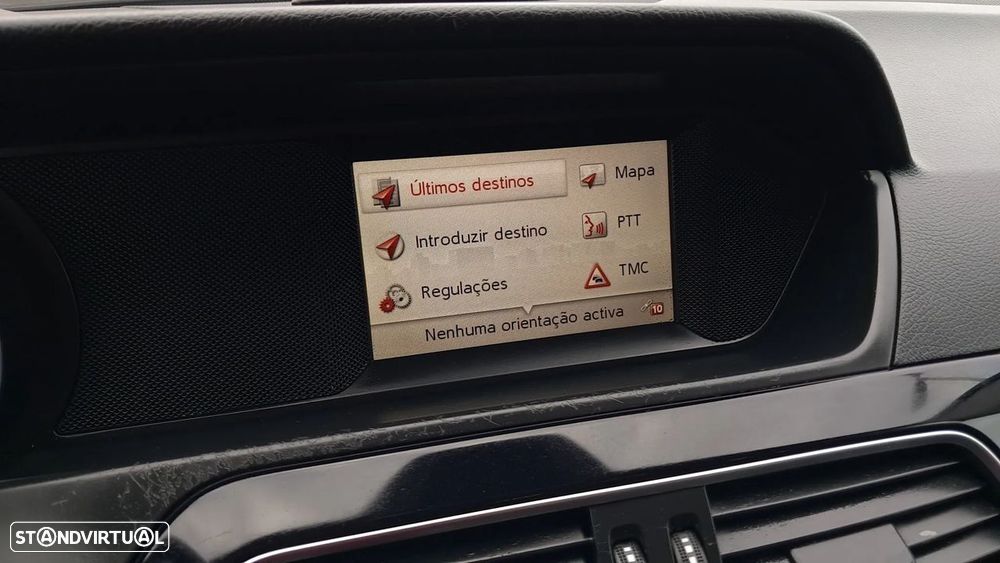 Últimos destinos
Mapa
Introduzir destino
PTT
Regulações
TMC
Nenhuma orientação activa
10
STANDVIRTUAL